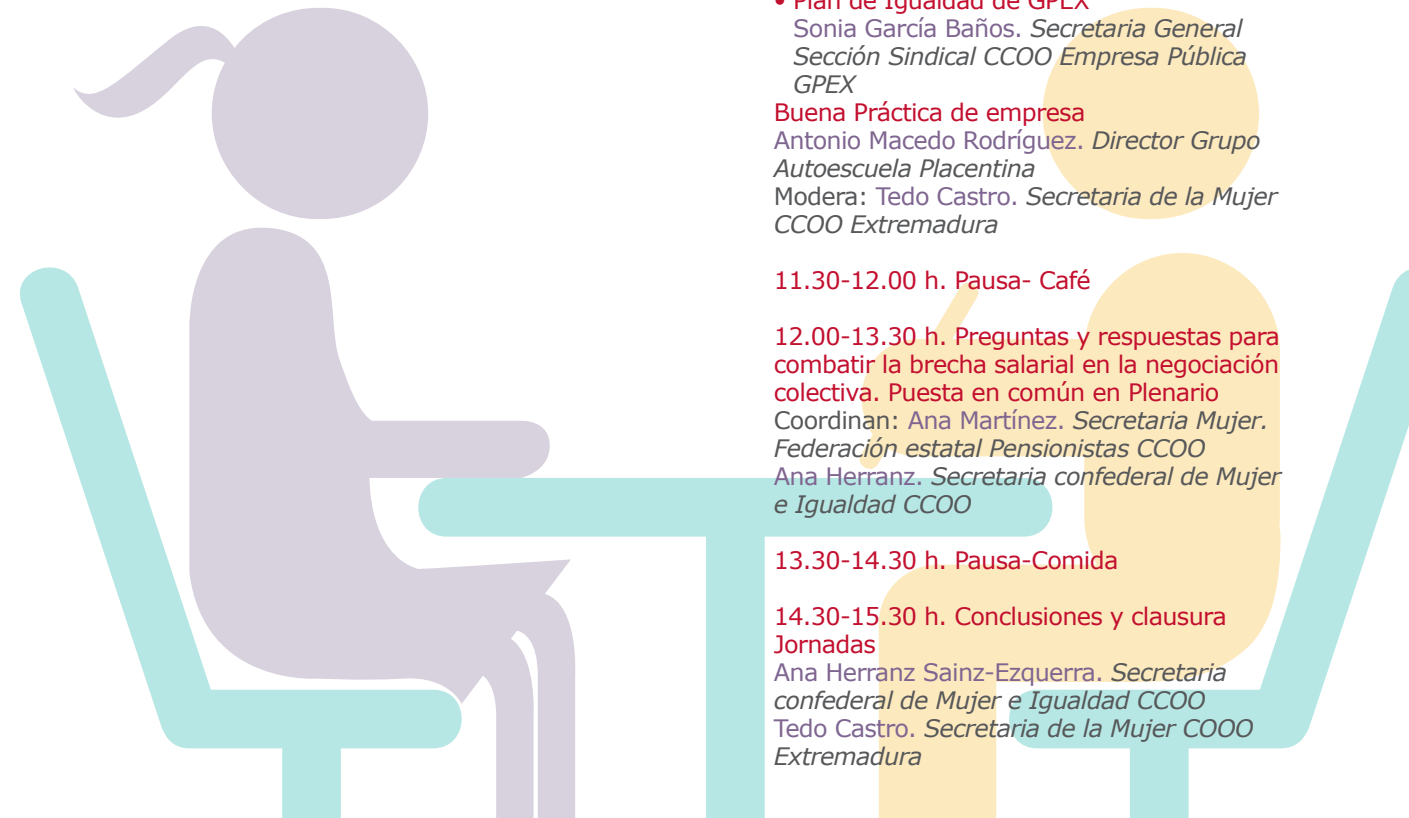 • Plan de Igualdad de GPEX
Sonia García Baños. Secretaria General
Sección Sindical CCOO Empresa Pública
GPEX
Buena Práctica de empresa
Antonio Macedo Rodríguez. Director Grupo
Autoescuela Placentina
Modera: Tedo Castro. Secretaria de la Mujer
CCOO Extremadura
11.30-12.00 h. Pausa- Café
12.00-13.30 h. Preguntas y respuestas para
combatir la brecha salarial en la negociación
colectiva. Puesta en común en Plenario
Coordinan: Ana Martínez. Secretaria Mujer.
Federación estatal Pensionistas CCOO
Ana Herranz. Secretaria confederal de Mujer
e Igualdad CCOO
13.30-14.30 h. Pausa-Comida
14.30-15.30 h. Conclusiones y clausura
Jornadas
Ana Herranz Sainz-Ezquerra. Secretaria
confederal de Mujer e Igualdad CCOO
Tedo Castro. Secretaria de la Mujer COOO
Extremadura